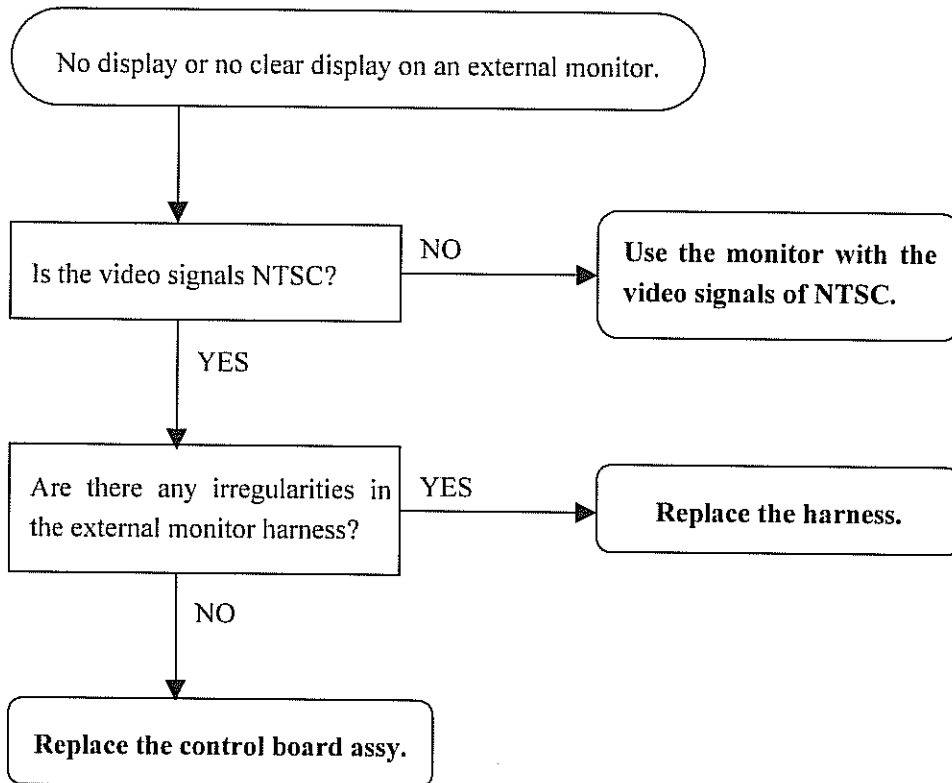 No display or no clear display on an external monitor.
Is the video signals NTSC?
NO
Use the monitor with the
video signals of NTSC.
YES
Are there any irregularities in
the external monitor harness?
YES
Replace the harness.
NO
Replace the control board assy.